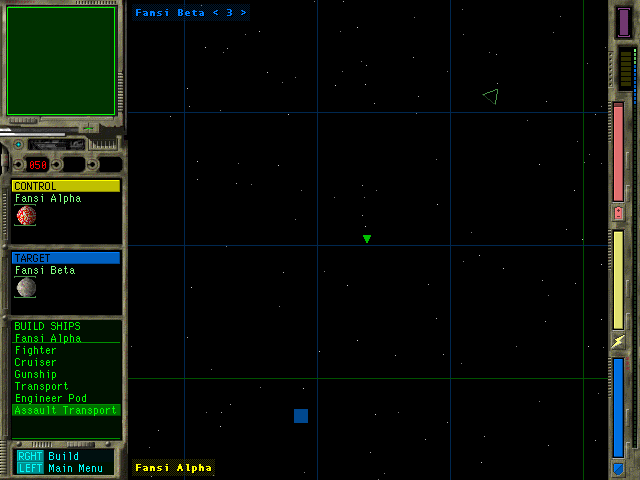 Fansi Beta < 3 >
050
CONTROL
Fansi Alpha
TARGET
Fansi Beta
BUILD SHIPS
Fansi Alpha
Fighter
Cruiser
Gunship
Transport
Engineer Pod
Assault Transport
RGHT Build
LEFT Main Menu
Fansi Alpha